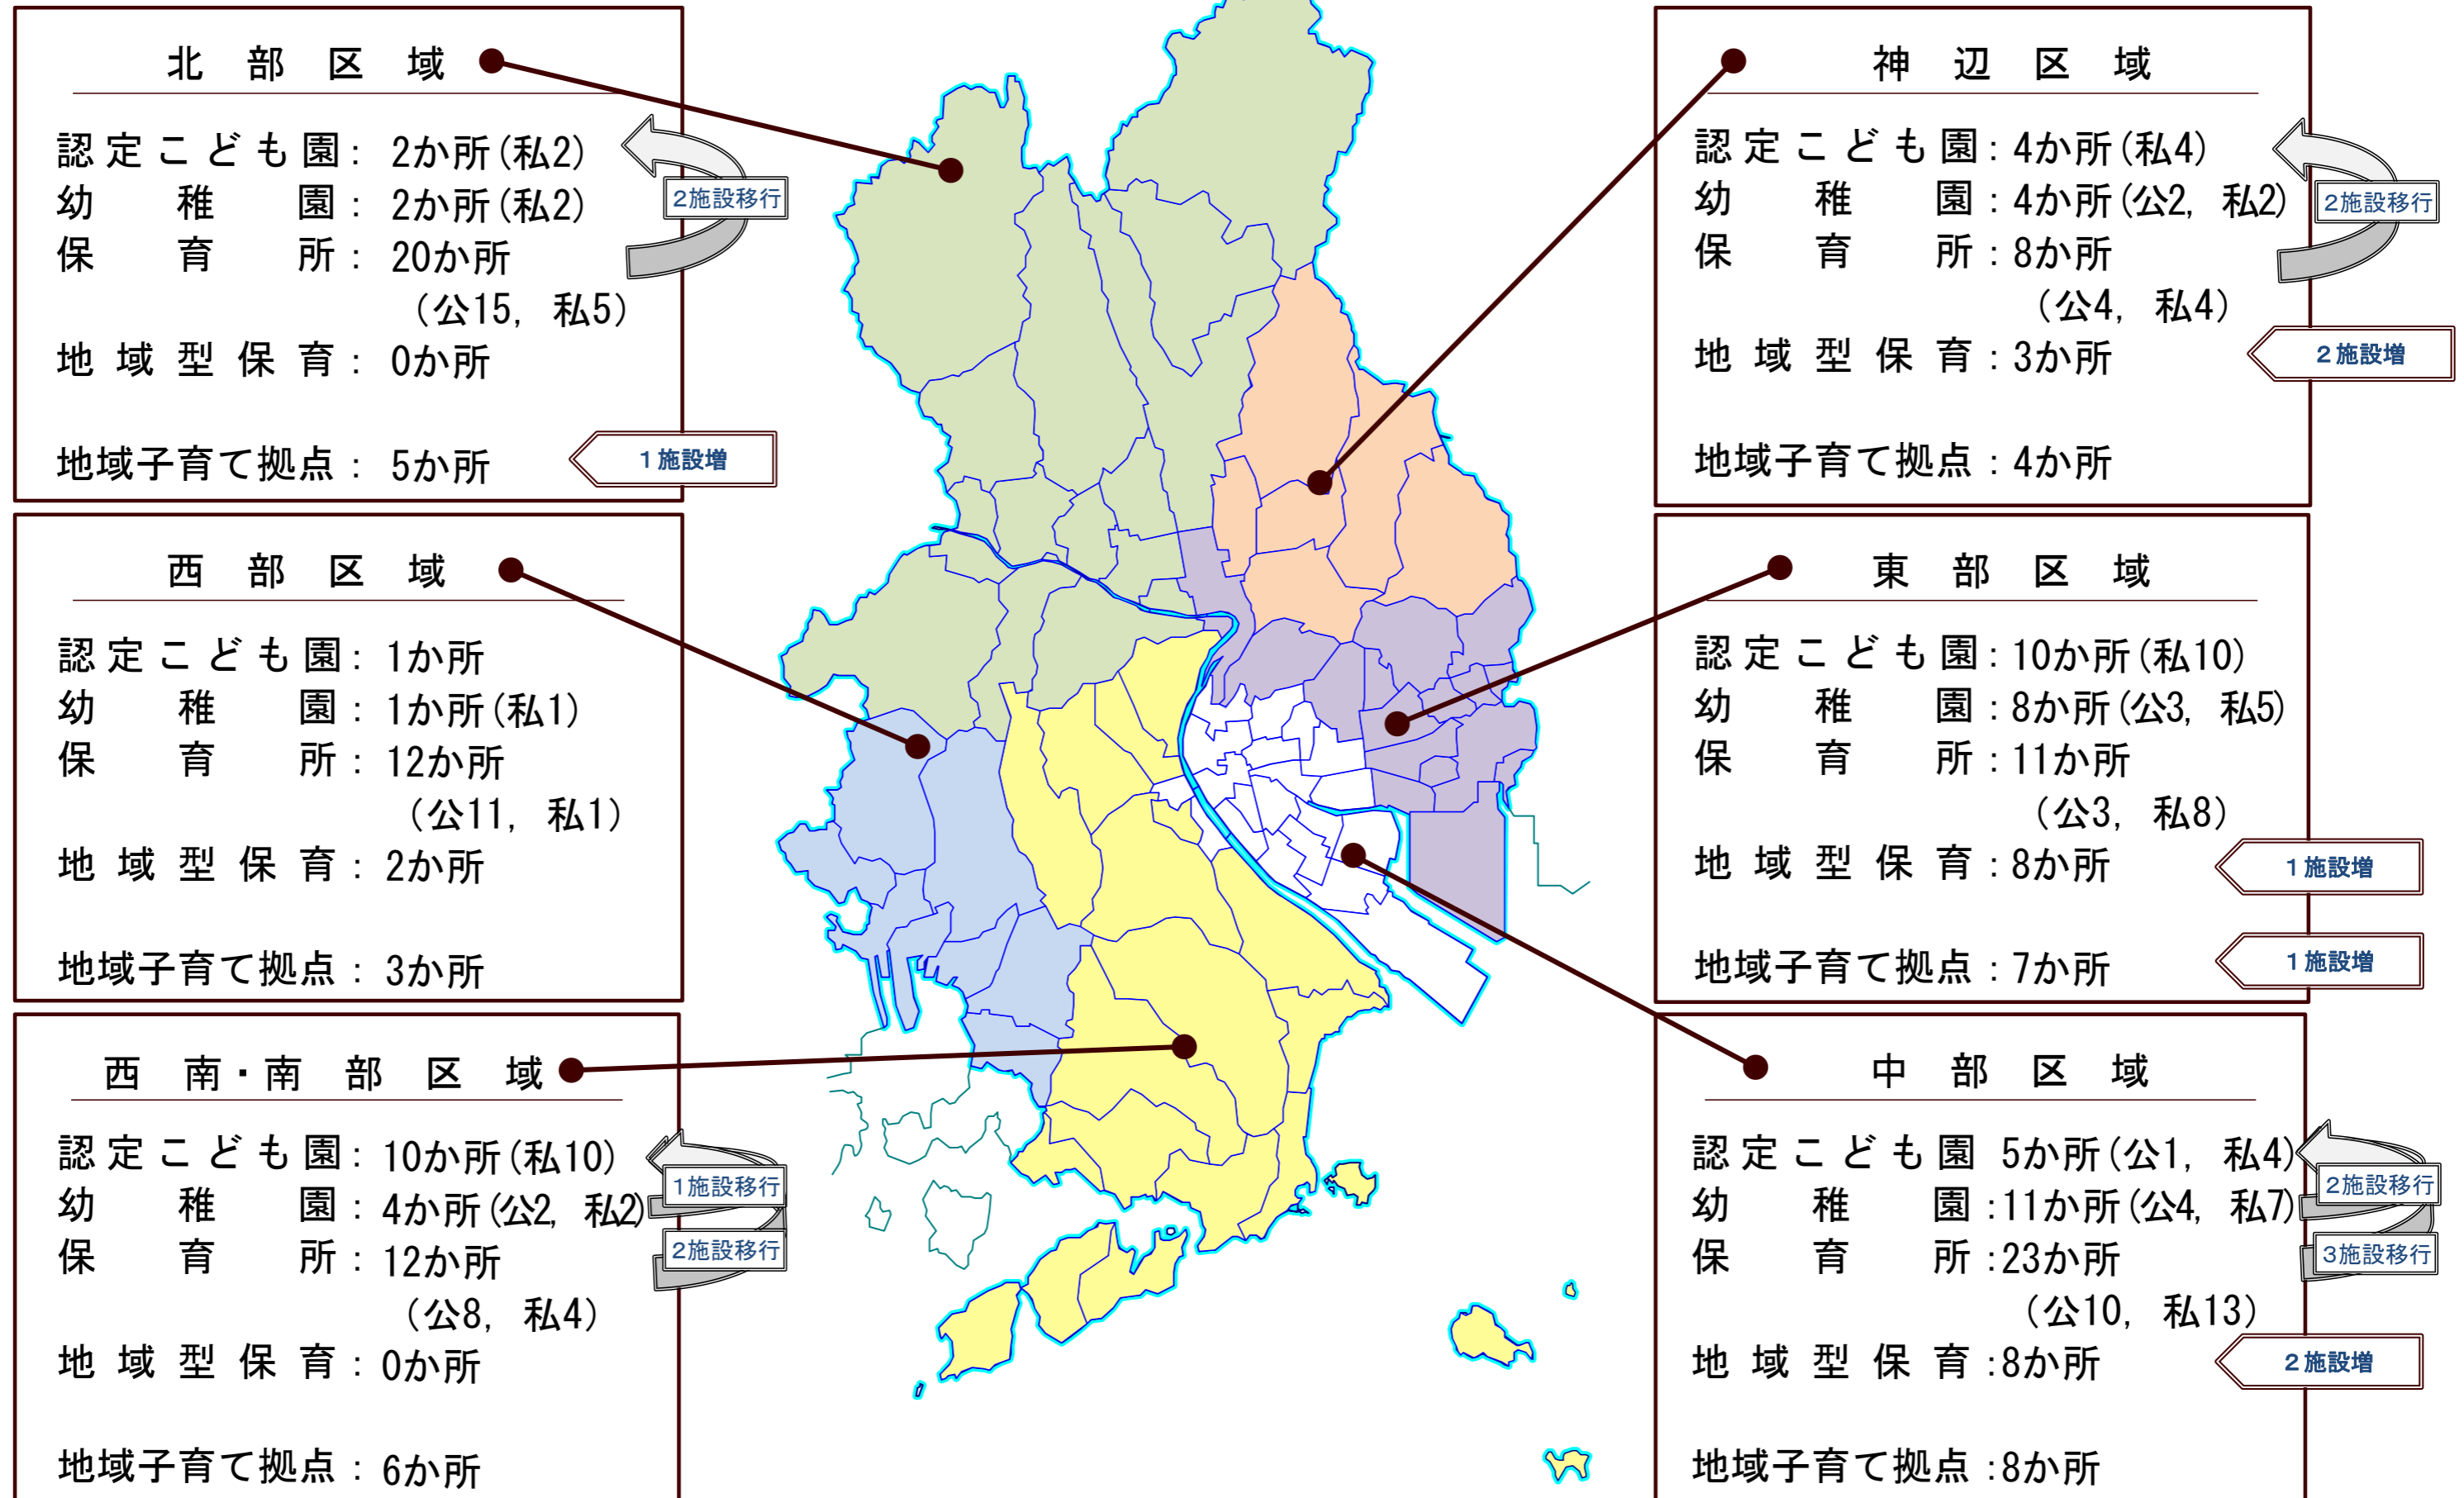 北部区域
認定こども園： 2か所(私2)
幼稚園： 2か所(私2)
2施設移行
保育所： 20か所
(公15, 私5)
地域型保育： 0か所
地域子育て拠点： 5か所
1施設増
西部区域
認定こども園： 1か所
幼稚園： 1か所(私1)
保育所： 12か所
(公11, 私1)
地域型保育： 2か所
地域子育て拠点： 3か所
西南・南部区域
認定こども園： 10か所(私10)
1施設移行
幼稚園： 4か所(公2, 私2)
2施設移行
保育所： 12か所
(公8, 私4)
地域型保育： 0か所
地域子育て拠点： 6か所
神辺区域
認定こども園：4か所(私4)
幼稚園：4か所(公2, 私2)
2施設移行
保育所：8か所
(公4, 私4)
地域型保育：3か所
2施設増
地域子育て拠点：4か所
東部区域
認定こども園：10か所(私10)
幼稚園：8か所(公3, 私5)
保育所：11か所
(公3, 私8)
地域型保育：8か所
1施設増
地域子育て拠点：7か所
1施設増
中部区域
認定こども園 5か所(公1, 私4)
2施設移行
幼稚園：11か所(公4, 私7)
3施設移行
保育所：23か所
(公10, 私13)
地域型保育：8か所
2施設増
地域子育て拠点：8か所